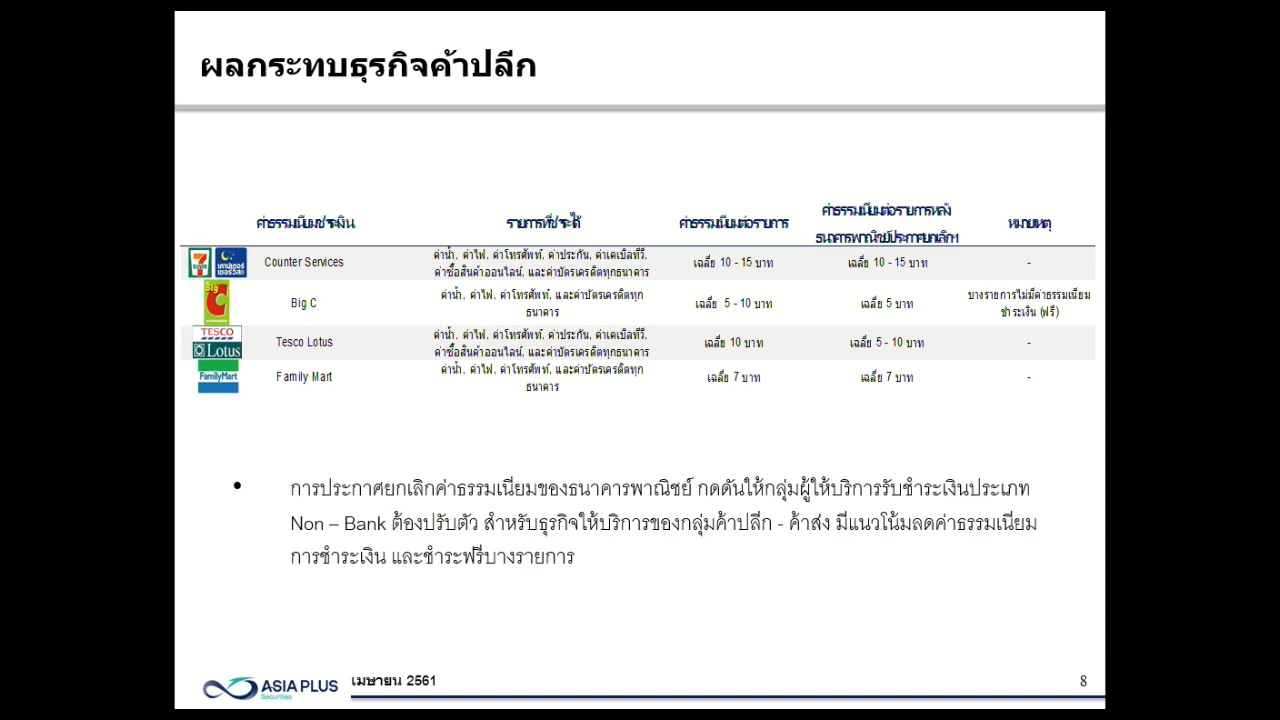 ผลกระทบธุรกิจค้าปลีก
ค่าธรรมเนียมชำระเงิน รายการที่ชำระได้ ค่าธรรมเนียมต่อรายการ ค่าธรรมเนียมต่อรายการหลัง ธนาคารพาณิชย์ประกาศยกเลิกฯ หมายเหตุ
7 ELEVEN เคาน์เตอร์ เซอร์วิส Counter Services ค่าน้ำ, ค่าไฟ, ค่าโทรศัพท์, ค่าประกัน, ค่าเคเบิลทีวี, ค่าซื้อสินค้าออนไลน์, และค่าบัตรเครดิตทุกธนาคาร เฉลี่ย 10 - 15 บาท เฉลี่ย 10 - 15 บาท -
Big C Big C ค่าน้ำ, ค่าไฟ, ค่าโทรศัพท์, และค่าบัตรเครดิตทุก ธนาคาร เฉลี่ย 5 - 10 บาท เฉลี่ย 5 บาท บางรายการไม่มีค่าธรรมเนียม ชำระเงิน (ฟรี)
TESCO Lotus Tesco Lotus ค่าน้ำ, ค่าไฟ, ค่าโทรศัพท์, ค่าประกัน, ค่าเคเบิลทีวี, ค่าซื้อสินค้าออนไลน์, และค่าบัตรเครดิตทุกธนาคาร เฉลี่ย 10 บาท เฉลี่ย 5 - 10 บาท -
FamilyMart Family Mart ค่าน้ำ, ค่าไฟ, ค่าโทรศัพท์, และค่าบัตรเครดิตทุก ธนาคาร เฉลี่ย 7 บาท เฉลี่ย 7 บาท -
• การประกาศยกเลิกค่าธรรมเนียมของธนาคารพาณิชย์ กดดันให้กลุ่มผู้ให้บริการรับชำระเงินประเภท
Non – Bank ต้องปรับตัว สำหรับธุรกิจให้บริการของกลุ่มค้าปลีก - ค้าส่ง มีแนวโน้มลดค่าธรรมเนียม
การชำระเงิน และชำระฟรีบางรายการ
ASIA PLUS Securities เมษายน 2561 8